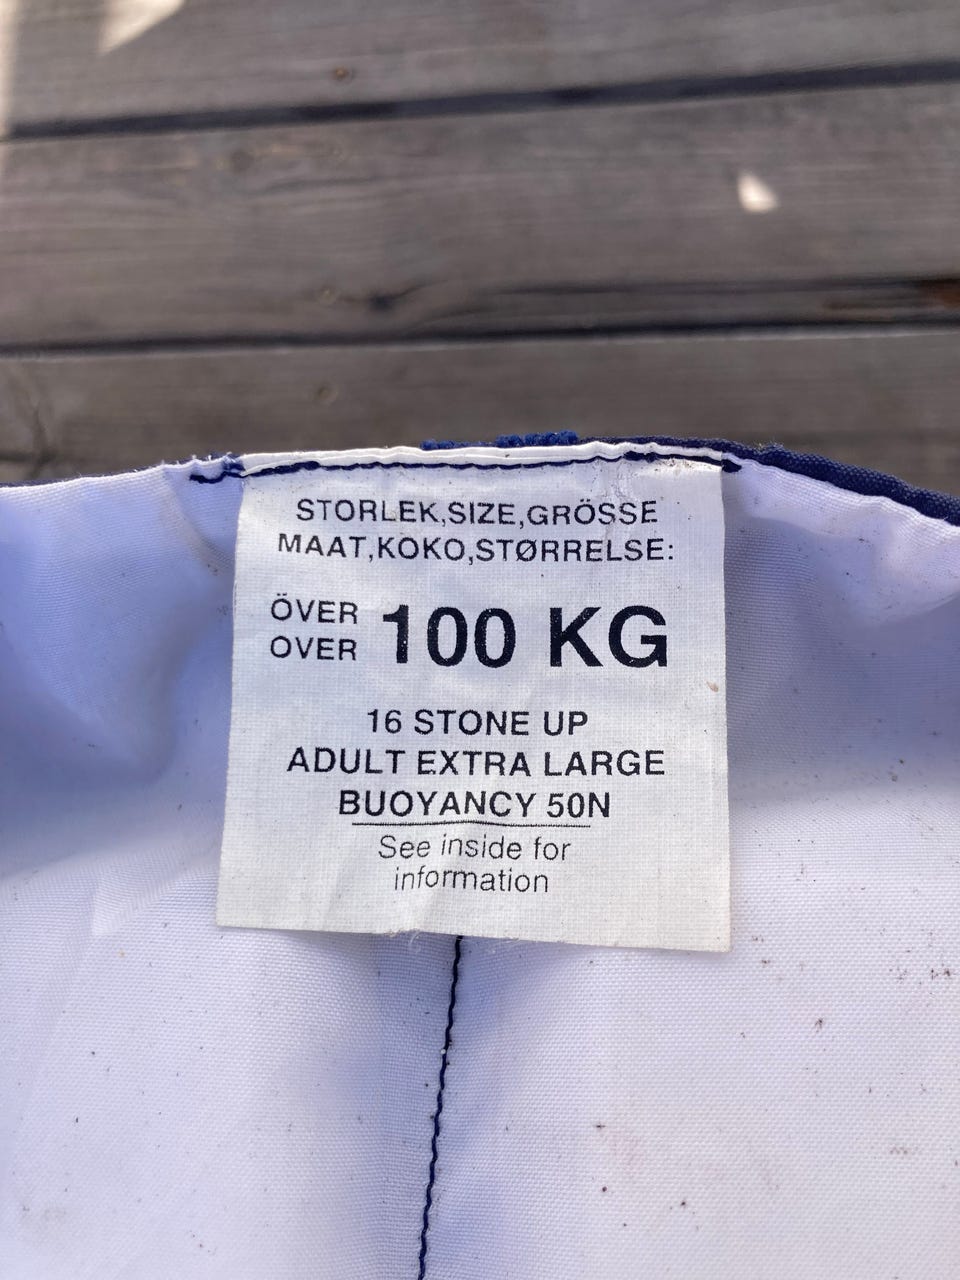 STORLEK,SIZE,GRÖSSE
MAAT,KOKO,STØRRELSE:
ÖVER
OVER 100 KG
16 STONE UP
ADULT EXTRA LARGE
BUOYANCY 50N
See inside for
information